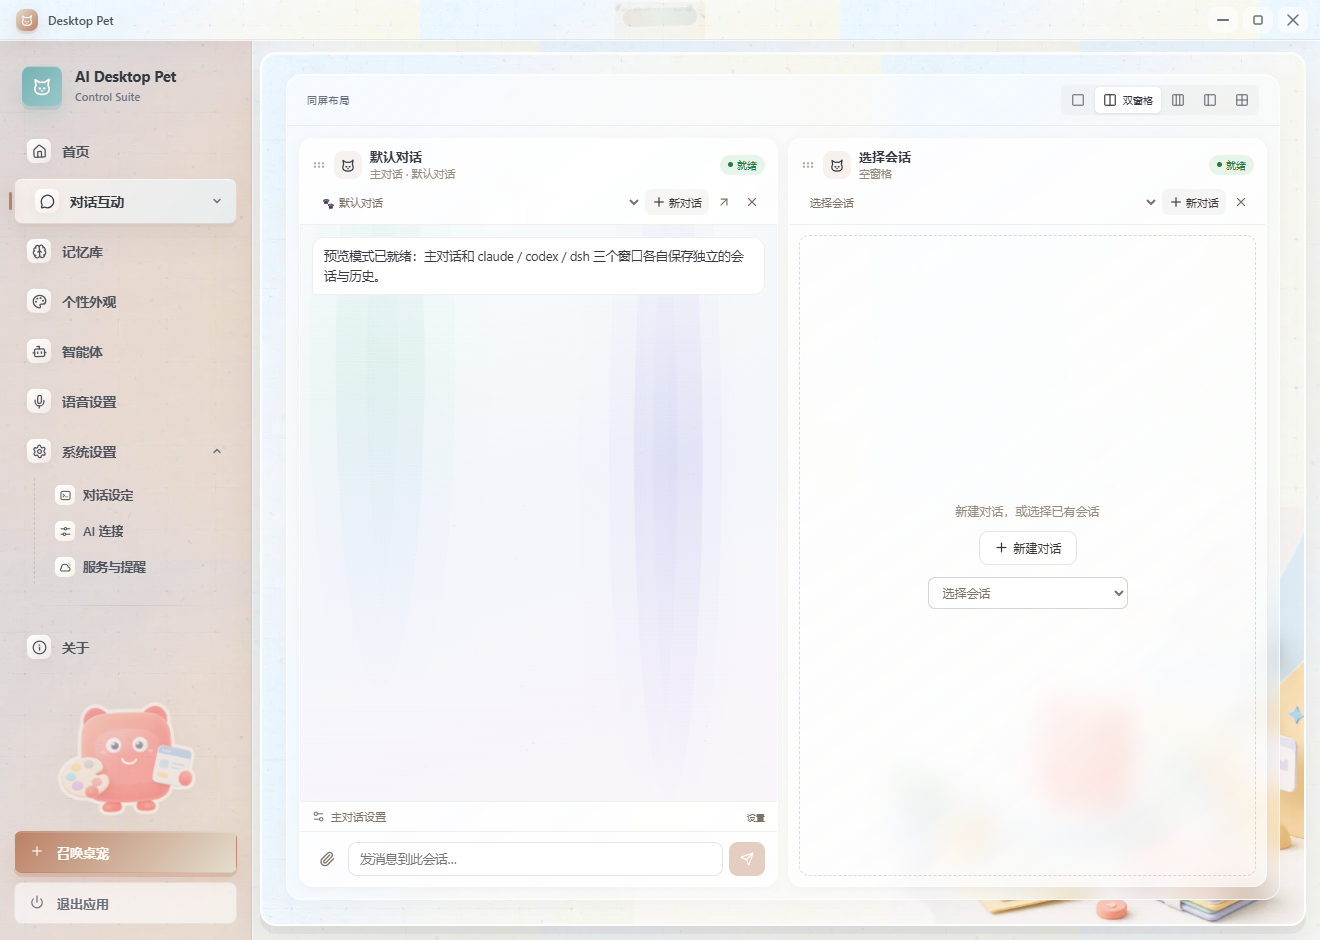 Desktop Pet
AI Desktop Pet
Control Suite
首页
对话互动
记忆库
个性外观
智能体
语音设置
系统设置
对话设定
AI 连接
服务与提醒
关于
召唤桌宠
退出应用
同屏布局
双窗格
默认对话
主对话 · 默认对话
就绪
默认对话
新对话
预览模式已就绪：主对话和 claude / codex / dsh 三个窗口各自保存独立的会
话与历史。
主对话设置
设置
发消息到此会话...
选择会话
空窗格
就绪
选择会话
新对话
新建对话，或选择已有会话
新建对话
选择会话